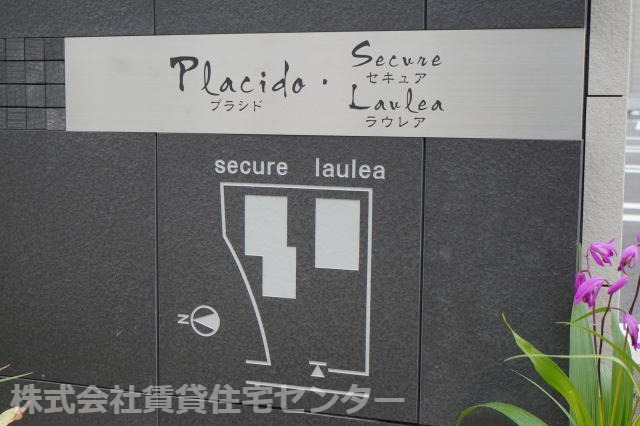 Placido・
プラシド
Secure
セキュア
Laulea
ラウレア
secure laulea
N
株式会社賃貸住宅センター